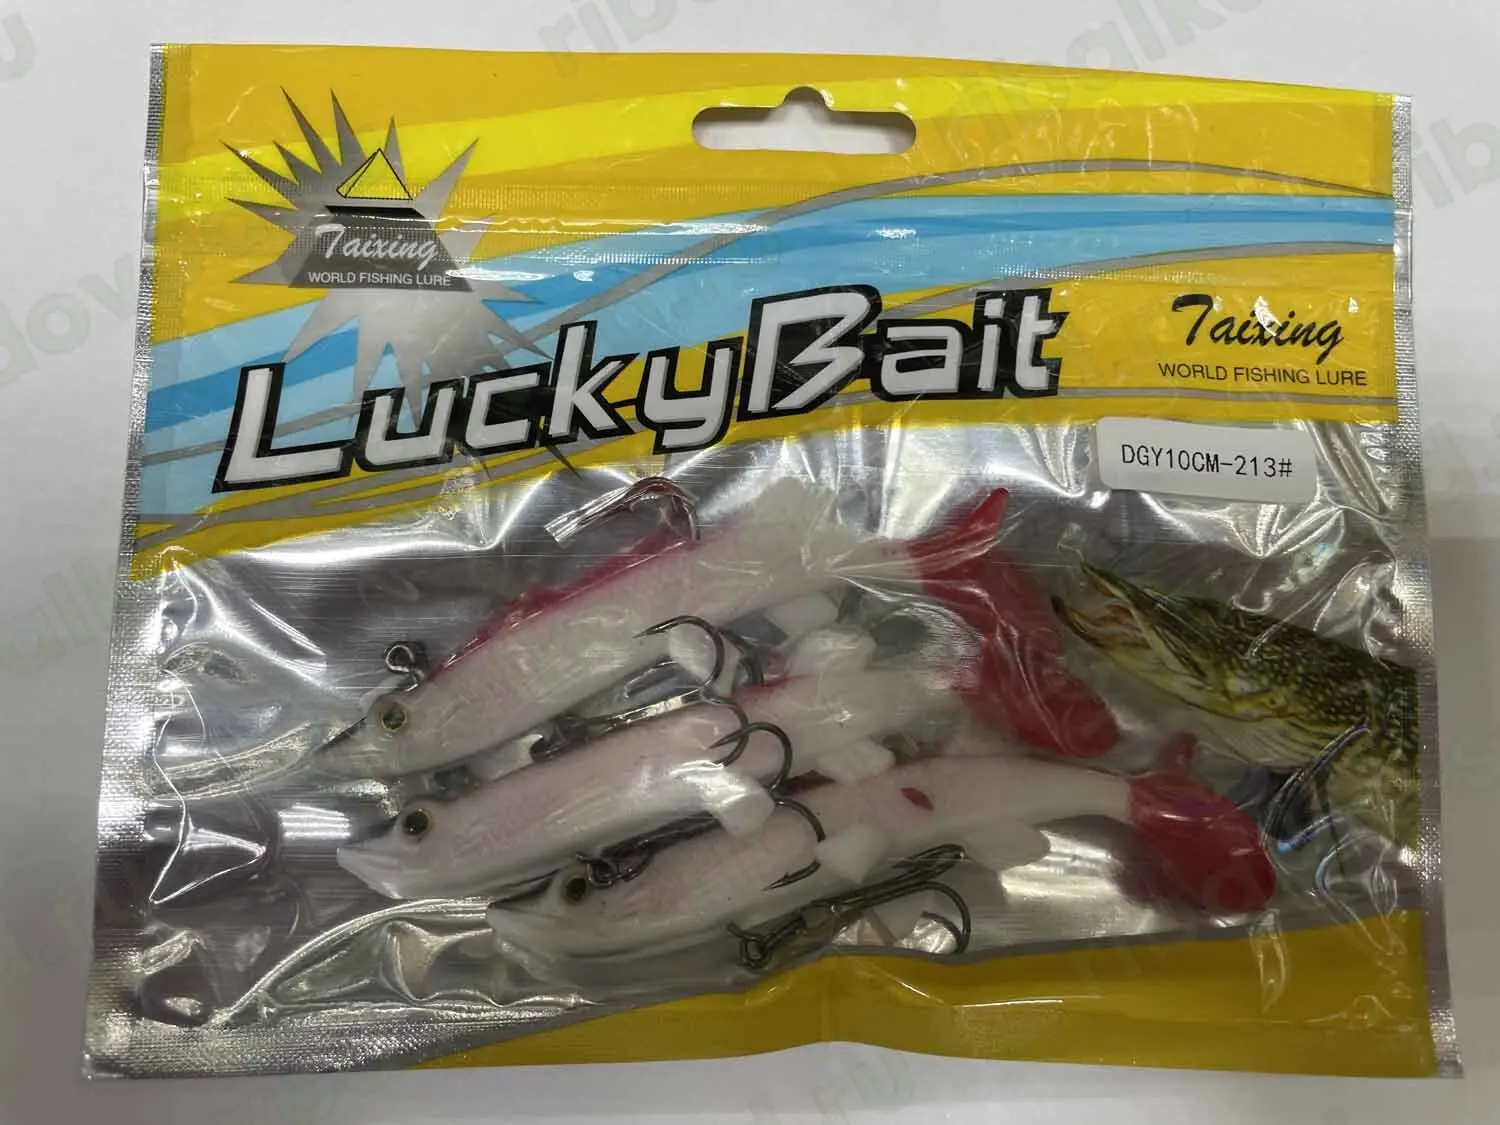 Taixing
WORLD FISHING LURE
LuckyBait
Taixing
WORLD FISHING LURE
DGY10CM-213#